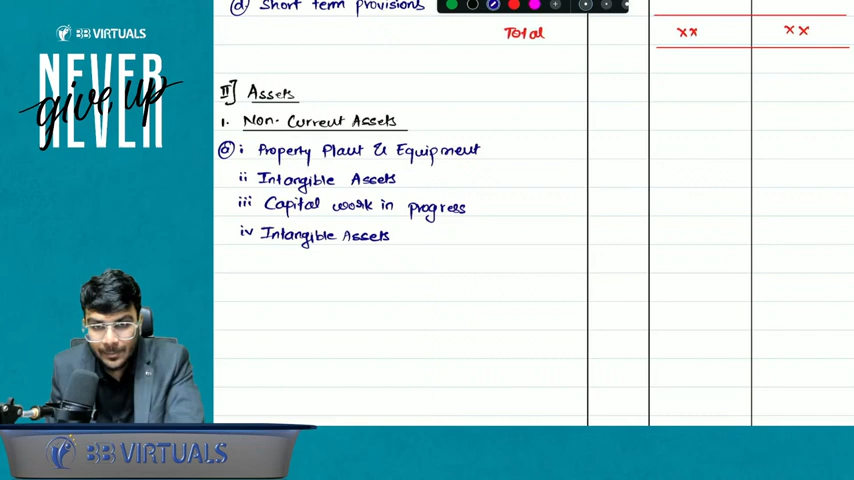 BB VIRTUALS
NEVER
give up
NEVER
(d) Short term provisions
Total xx xx
II] Assets
1. Non-Current Assets
(a) i Property Plant & Equipment
ii Intangible Assets
iii Capital work in progress
iv Intangible Assets
BB VIRTUALS